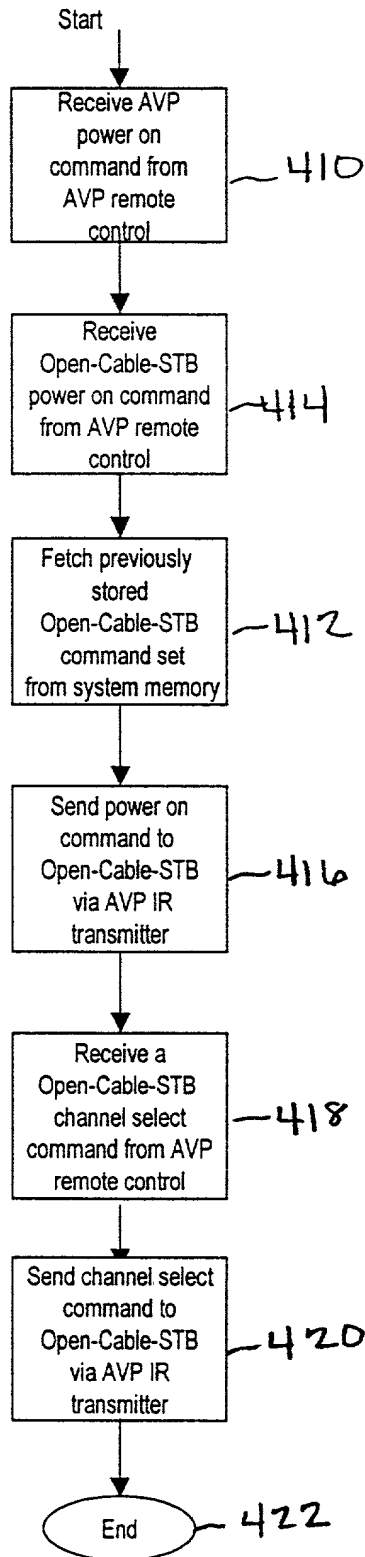 Start
Receive AVP
power on
command from
AVP remote
control
410
Receive
Open-Cable-STB
power on command
from AVP remote
control
414
Fetch previously
stored
Open-Cable-STB
command set
from system memory
412
Send power on
command to
Open-Cable-STB
via AVP IR
transmitter
416
Receive a
Open-Cable-STB
channel select
command from AVP
remote control
418
Send channel select
command to
Open-Cable-STB
via AVP IR
transmitter
420
End
422